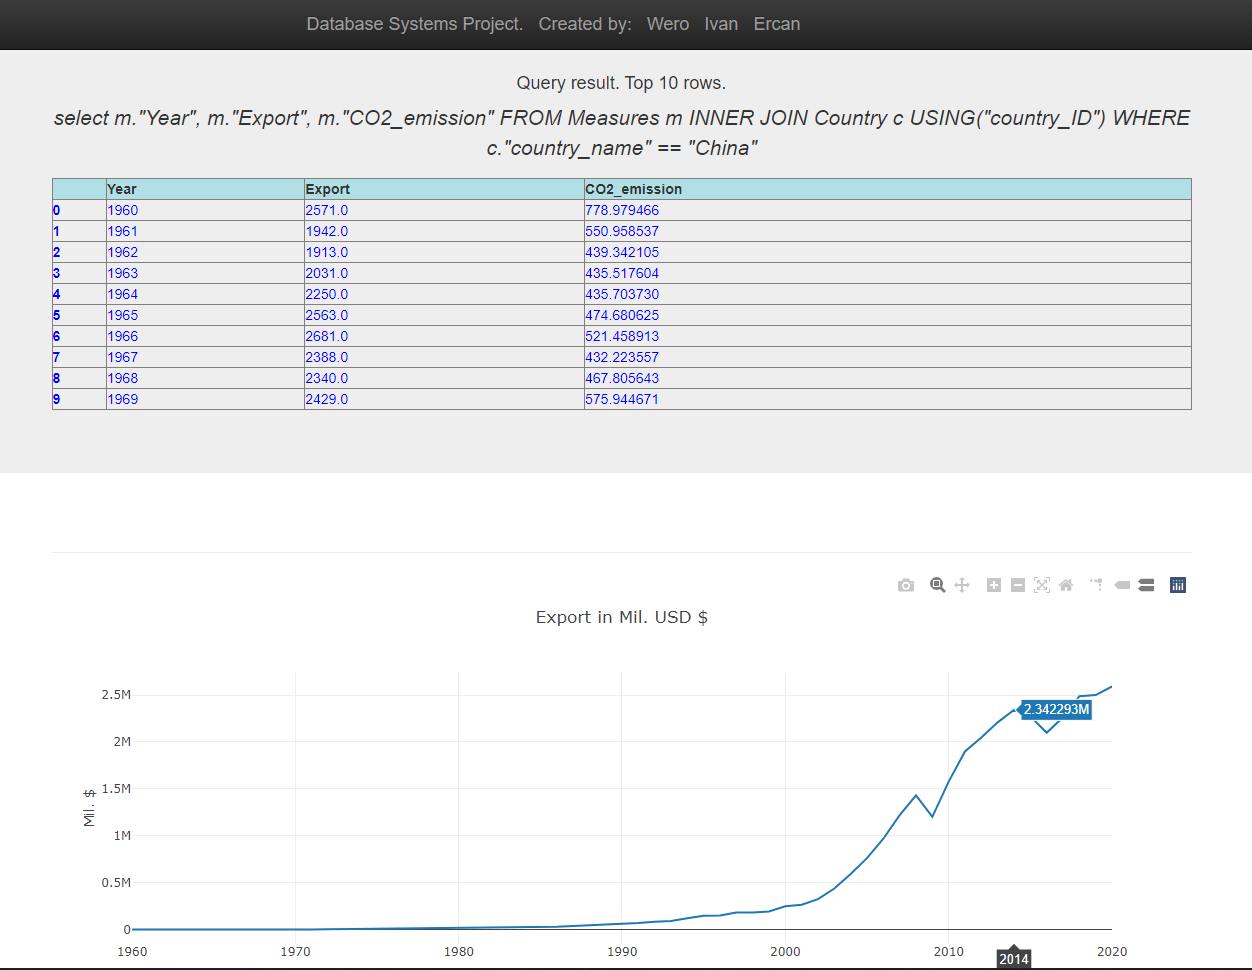 Database Systems Project. Created by: Wero Ivan Ercan
Query result. Top 10 rows.
select m."Year", m."Export", m."CO2_emission" FROM Measures m INNER JOIN Country c USING("country_ID") WHERE
c."country_name" == "China"
Year Export CO2_emission
0 1960 2571.0 778.979466
1 1961 1942.0 550.958537
2 1962 1913.0 439.342105
3 1963 2031.0 435.517604
4 1964 2250.0 435.703730
5 1965 2563.0 474.680625
6 1966 2681.0 521.458913
7 1967 2388.0 432.223557
8 1968 2340.0 467.805643
9 1969 2429.0 575.944671
Export in Mil. USD $
2.5M
2.342293M
2M
1.5M
Mil. $
1M
0.5M
0
1960 1970 1980 1990 2000 2010 2020
2014